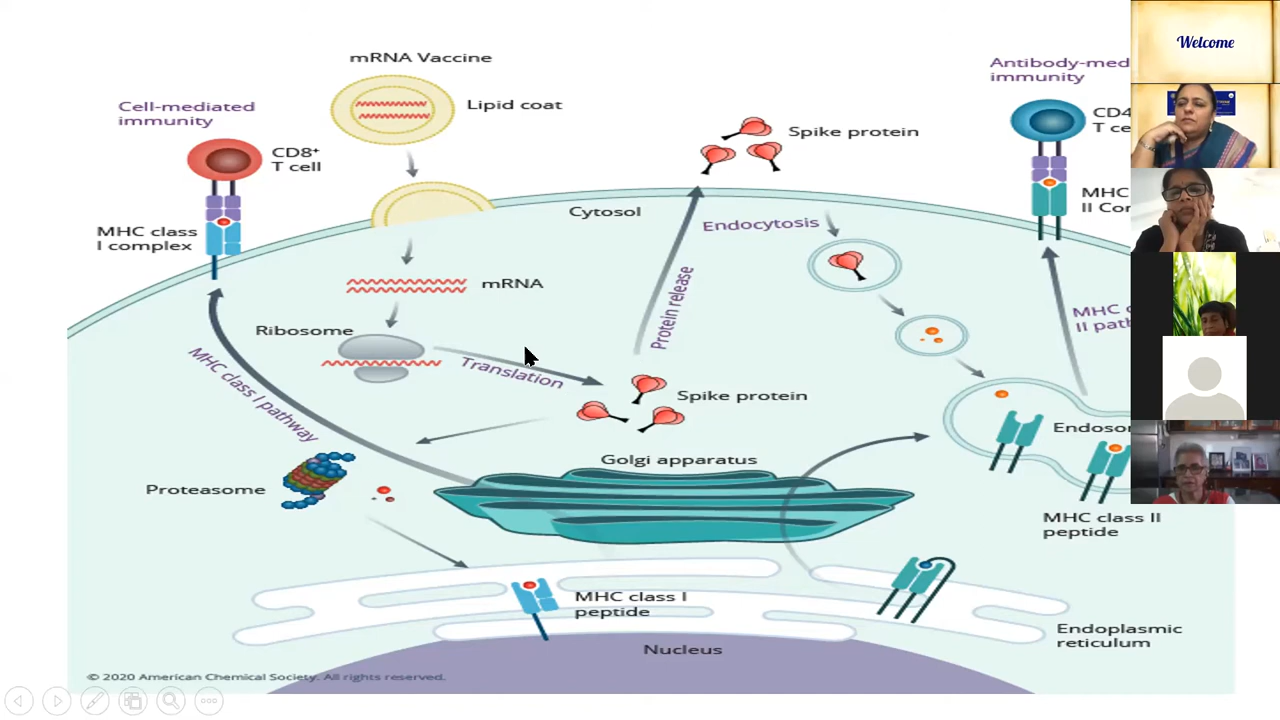 mRNA Vaccine
Lipid coat
Cell-mediated
immunity
CD8⁺
T cell
MHC class
I complex
Spike protein
Antibody-med
immunity
CD4
T ce
MHC
II Cor
Welcome
Cytosol
Endocytosis
mRNA
Protein release
Ribosome
Translation
MHC class I pathway
MHC c
II path
Spike protein
Endoso
Golgi apparatus
Proteasome
MHC class II
peptide
MHC class I
peptide
Endoplasmic
reticulum
Nucleus
© 2020 American Chemical Society. All rights reserved.